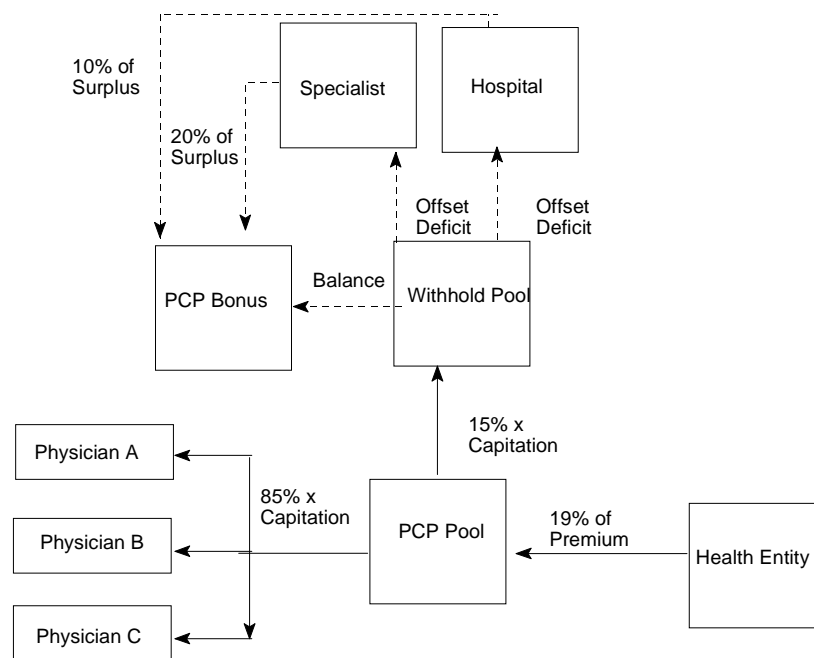 10% of
Surplus
Specialist
Hospital
20% of
Surplus
Offset
Deficit
Offset
Deficit
PCP Bonus
Balance
Withhold Pool
15% x
Capitation
Physician A
85% x
Capitation
PCP Pool
19% of
Premium
Physician B
Health Entity
Physician C